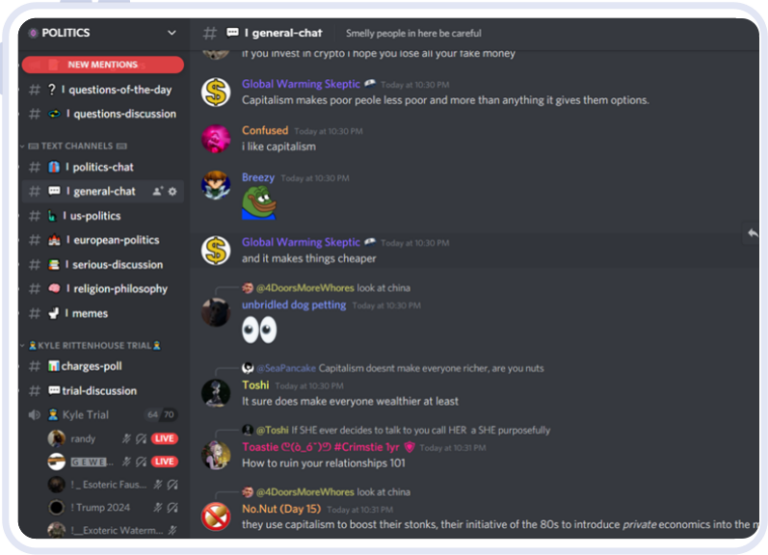 POLITICS
NEW MENTIONS
# ? | questions-of-the-day
# | questions-discussion
TEXT CHANNELS
# | politics-chat
# | general-chat
# | us-politics
# | european-politics
# | serious-discussion
# | religion-philosophy
# | memes
KYLE RITTENHOUSE TRIAL
# charges-poll
# trial-discussion
Kyle Trial 64 70
randy LIVE
GEWE... LIVE
!_ Esoteric Faus...
! Trump 2024
!__Exoteric Waterm...
# | general-chat Smelly people in here be careful
if you invest in crypto i hope you lose all your fake money
Global Warming Skeptic Today at 10:30 PM
Capitalism makes poor peole less poor and more than anything it gives them options.
Confused Today at 10:30 PM
i like capitalism
Breezy Today at 10:30 PM
Global Warming Skeptic Today at 10:30 PM
and it makes things cheaper
@4DoorsMoreWhores look at china
unbridled dog petting Today at 10:30 PM
@SeaPancake Capitalism doesnt make everyone richer, are you nuts
Toshi Today at 10:30 PM
It sure does make everyone wealthier at least
@Toshi If SHE ever decides to talk to you call HER a SHE purposefully
Toastie #Crimstie 1yr Today at 10:31 PM
How to ruin your relationships 101
@4DoorsMoreWhores look at china
No.Nut (Day 15) Today at 10:31 PM
they use capitalism to boost their stonks, their initiative of the 80s to introduce private economics into the